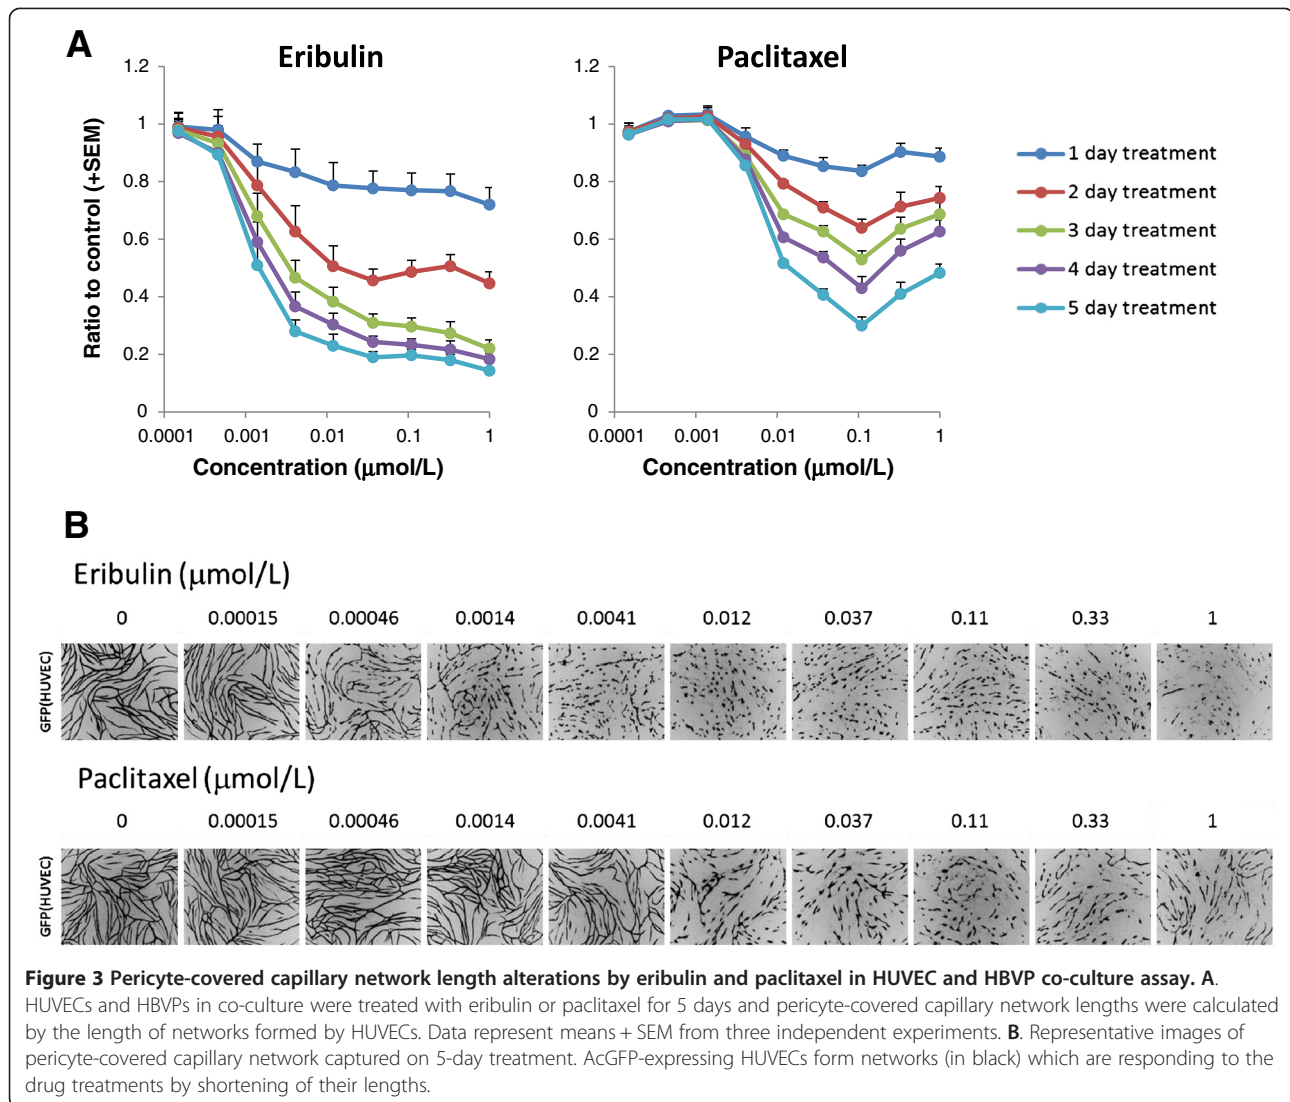 A
Eribulin
Paclitaxel
Ratio to control (+SEM)
1.2
1
0.8
0.6
0.4
0.2
0
0.0001 0.001 0.01 0.1 1
Concentration (μmol/L)
1.2
1
0.8
0.6
0.4
0.2
0
0.0001 0.001 0.01 0.1 1
Concentration (μmol/L)
1 day treatment
2 day treatment
3 day treatment
4 day treatment
5 day treatment
B
Eribulin (μmol/L)
0 0.00015 0.00046 0.0014 0.0041 0.012 0.037 0.11 0.33 1
GFP(HUVEC)
Paclitaxel (μmol/L)
0 0.00015 0.00046 0.0014 0.0041 0.012 0.037 0.11 0.33 1
GFP(HUVEC)
Figure 3 Pericyte-covered capillary network length alterations by eribulin and paclitaxel in HUVEC and HBVP co-culture assay. A.
HUVECs and HBVPs in co-culture were treated with eribulin or paclitaxel for 5 days and pericyte-covered capillary network lengths were calculated
by the length of networks formed by HUVECs. Data represent means + SEM from three independent experiments. B. Representative images of
pericyte-covered capillary network captured on 5-day treatment. AcGFP-expressing HUVECs form networks (in black) which are responding to the
drug treatments by shortening of their lengths.